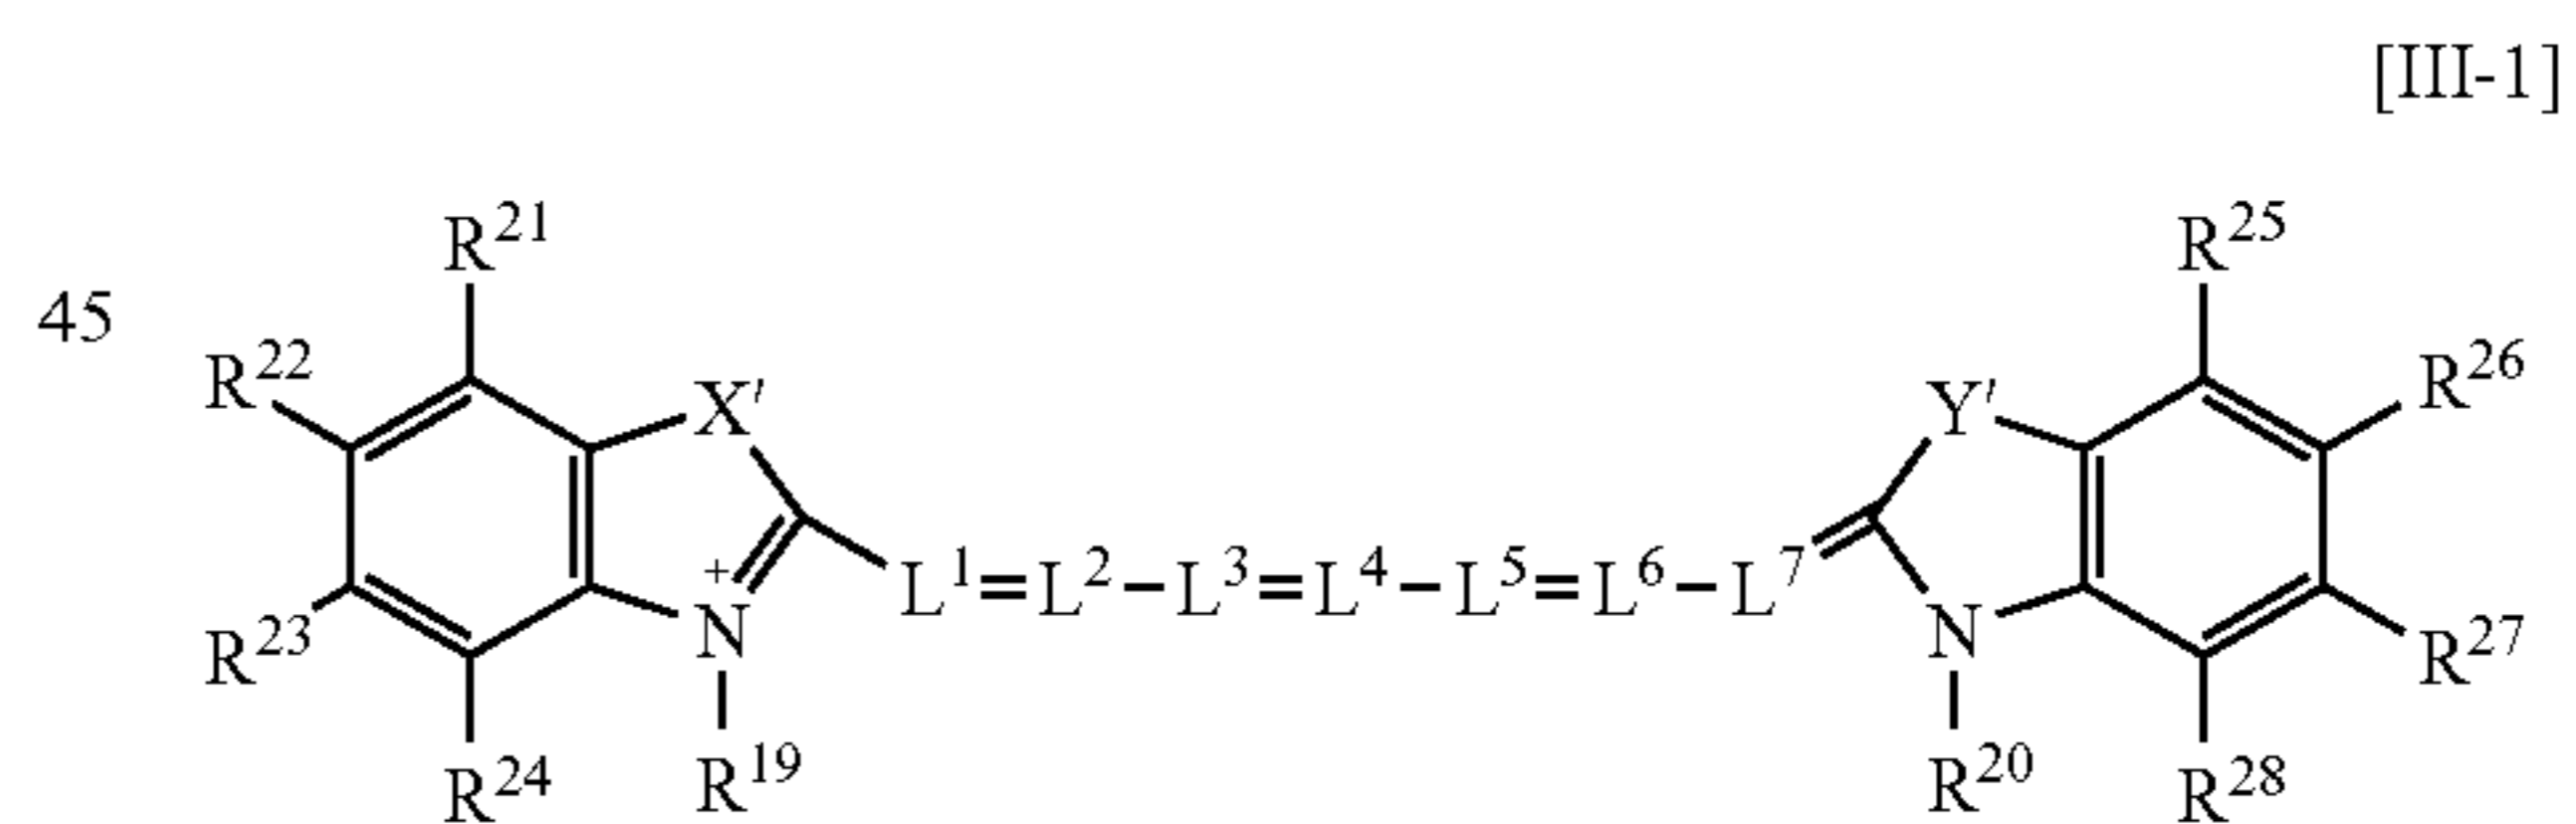 [III-1]
R21 R25
45
R22 X' Y' R26
L1=L2-L3=L4-L5=L6-L7
+
R23 N N R27
R24 R19 R20 R28